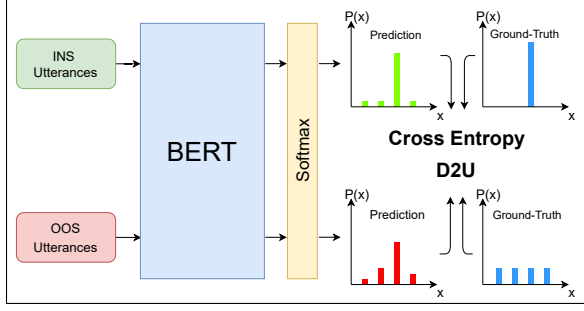 INS
Utterances
OOS
Utterances
BERT
Softmax
P(x)
Prediction
x
P(x)
Ground-Truth
x
Cross Entropy
D2U
P(x)
Prediction
x
P(x)
Ground-Truth
x